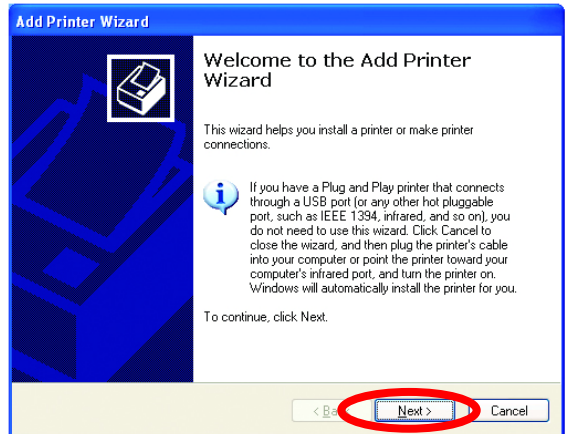 Add Printer Wizard
Welcome to the Add Printer
Wizard
This wizard helps you install a printer or make printer
connections.
If you have a Plug and Play printer that connects
through a USB port (or any other hot pluggable
port, such as IEEE 1394, infrared, and so on), you
do not need to use this wizard. Click Cancel to
close the wizard, and then plug the printer's cable
into your computer or point the printer toward your
computer's infrared port, and turn the printer on.
Windows will automatically install the printer for you.
To continue, click Next.
< Ba Next > Cancel